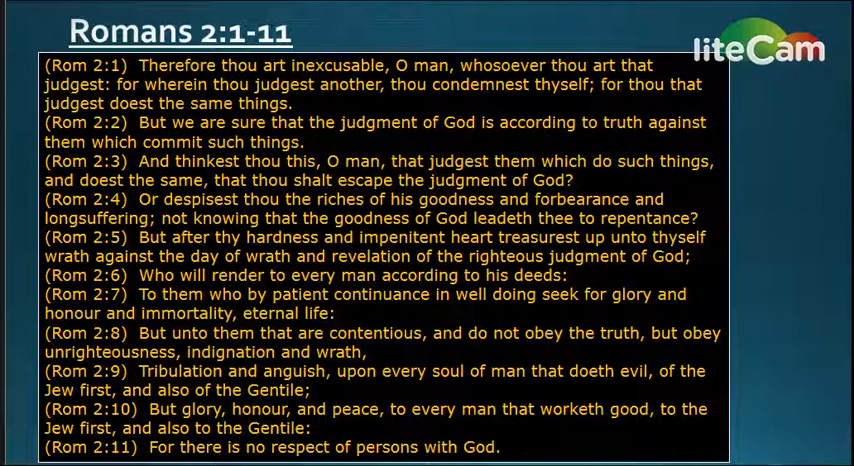 Romans 2:1-11
liteCam
(Rom 2:1) Therefore thou art inexcusable, O man, whosoever thou art that
judgest: for wherein thou judgest another, thou condemnest thyself; for thou that
judgest doest the same things.
(Rom 2:2) But we are sure that the judgment of God is according to truth against
them which commit such things.
(Rom 2:3) And thinkest thou this, O man, that judgest them which do such things,
and doest the same, that thou shalt escape the judgment of God?
(Rom 2:4) Or despisest thou the riches of his goodness and forbearance and
longsuffering; not knowing that the goodness of God leadeth thee to repentance?
(Rom 2:5) But after thy hardness and impenitent heart treasurest up unto thyself
wrath against the day of wrath and revelation of the righteous judgment of God;
(Rom 2:6) Who will render to every man according to his deeds:
(Rom 2:7) To them who by patient continuance in well doing seek for glory and
honour and immortality, eternal life:
(Rom 2:8) But unto them that are contentious, and do not obey the truth, but obey
unrighteousness, indignation and wrath,
(Rom 2:9) Tribulation and anguish, upon every soul of man that doeth evil, of the
Jew first, and also of the Gentile;
(Rom 2:10) But glory, honour, and peace, to every man that worketh good, to the
Jew first, and also to the Gentile:
(Rom 2:11) For there is no respect of persons with God.